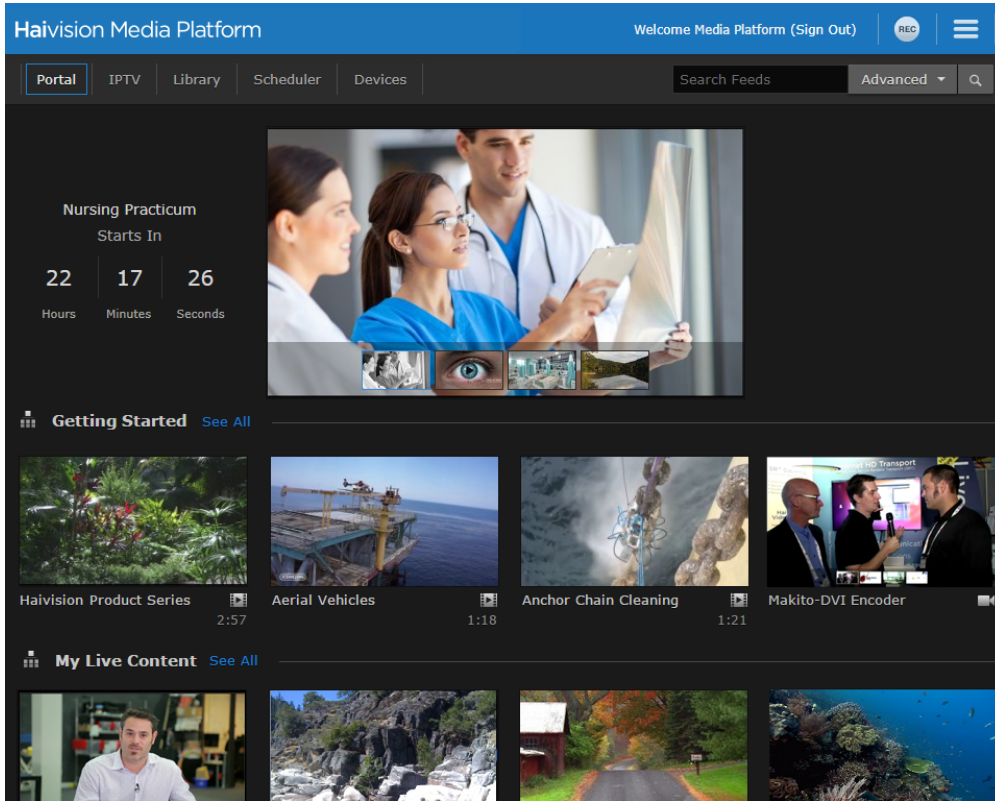 Haivision Media Platform
Welcome Media Platform (Sign Out)
REC
Portal
IPTV
Library
Scheduler
Devices
Search Feeds
Advanced
Nursing Practicum
Starts In
22 17 26
Hours Minutes Seconds
Getting Started See All
HD Transport
Haivision Product Series
2:57
Aerial Vehicles
1:18
Anchor Chain Cleaning
1:21
Makito-DVI Encoder
My Live Content See All